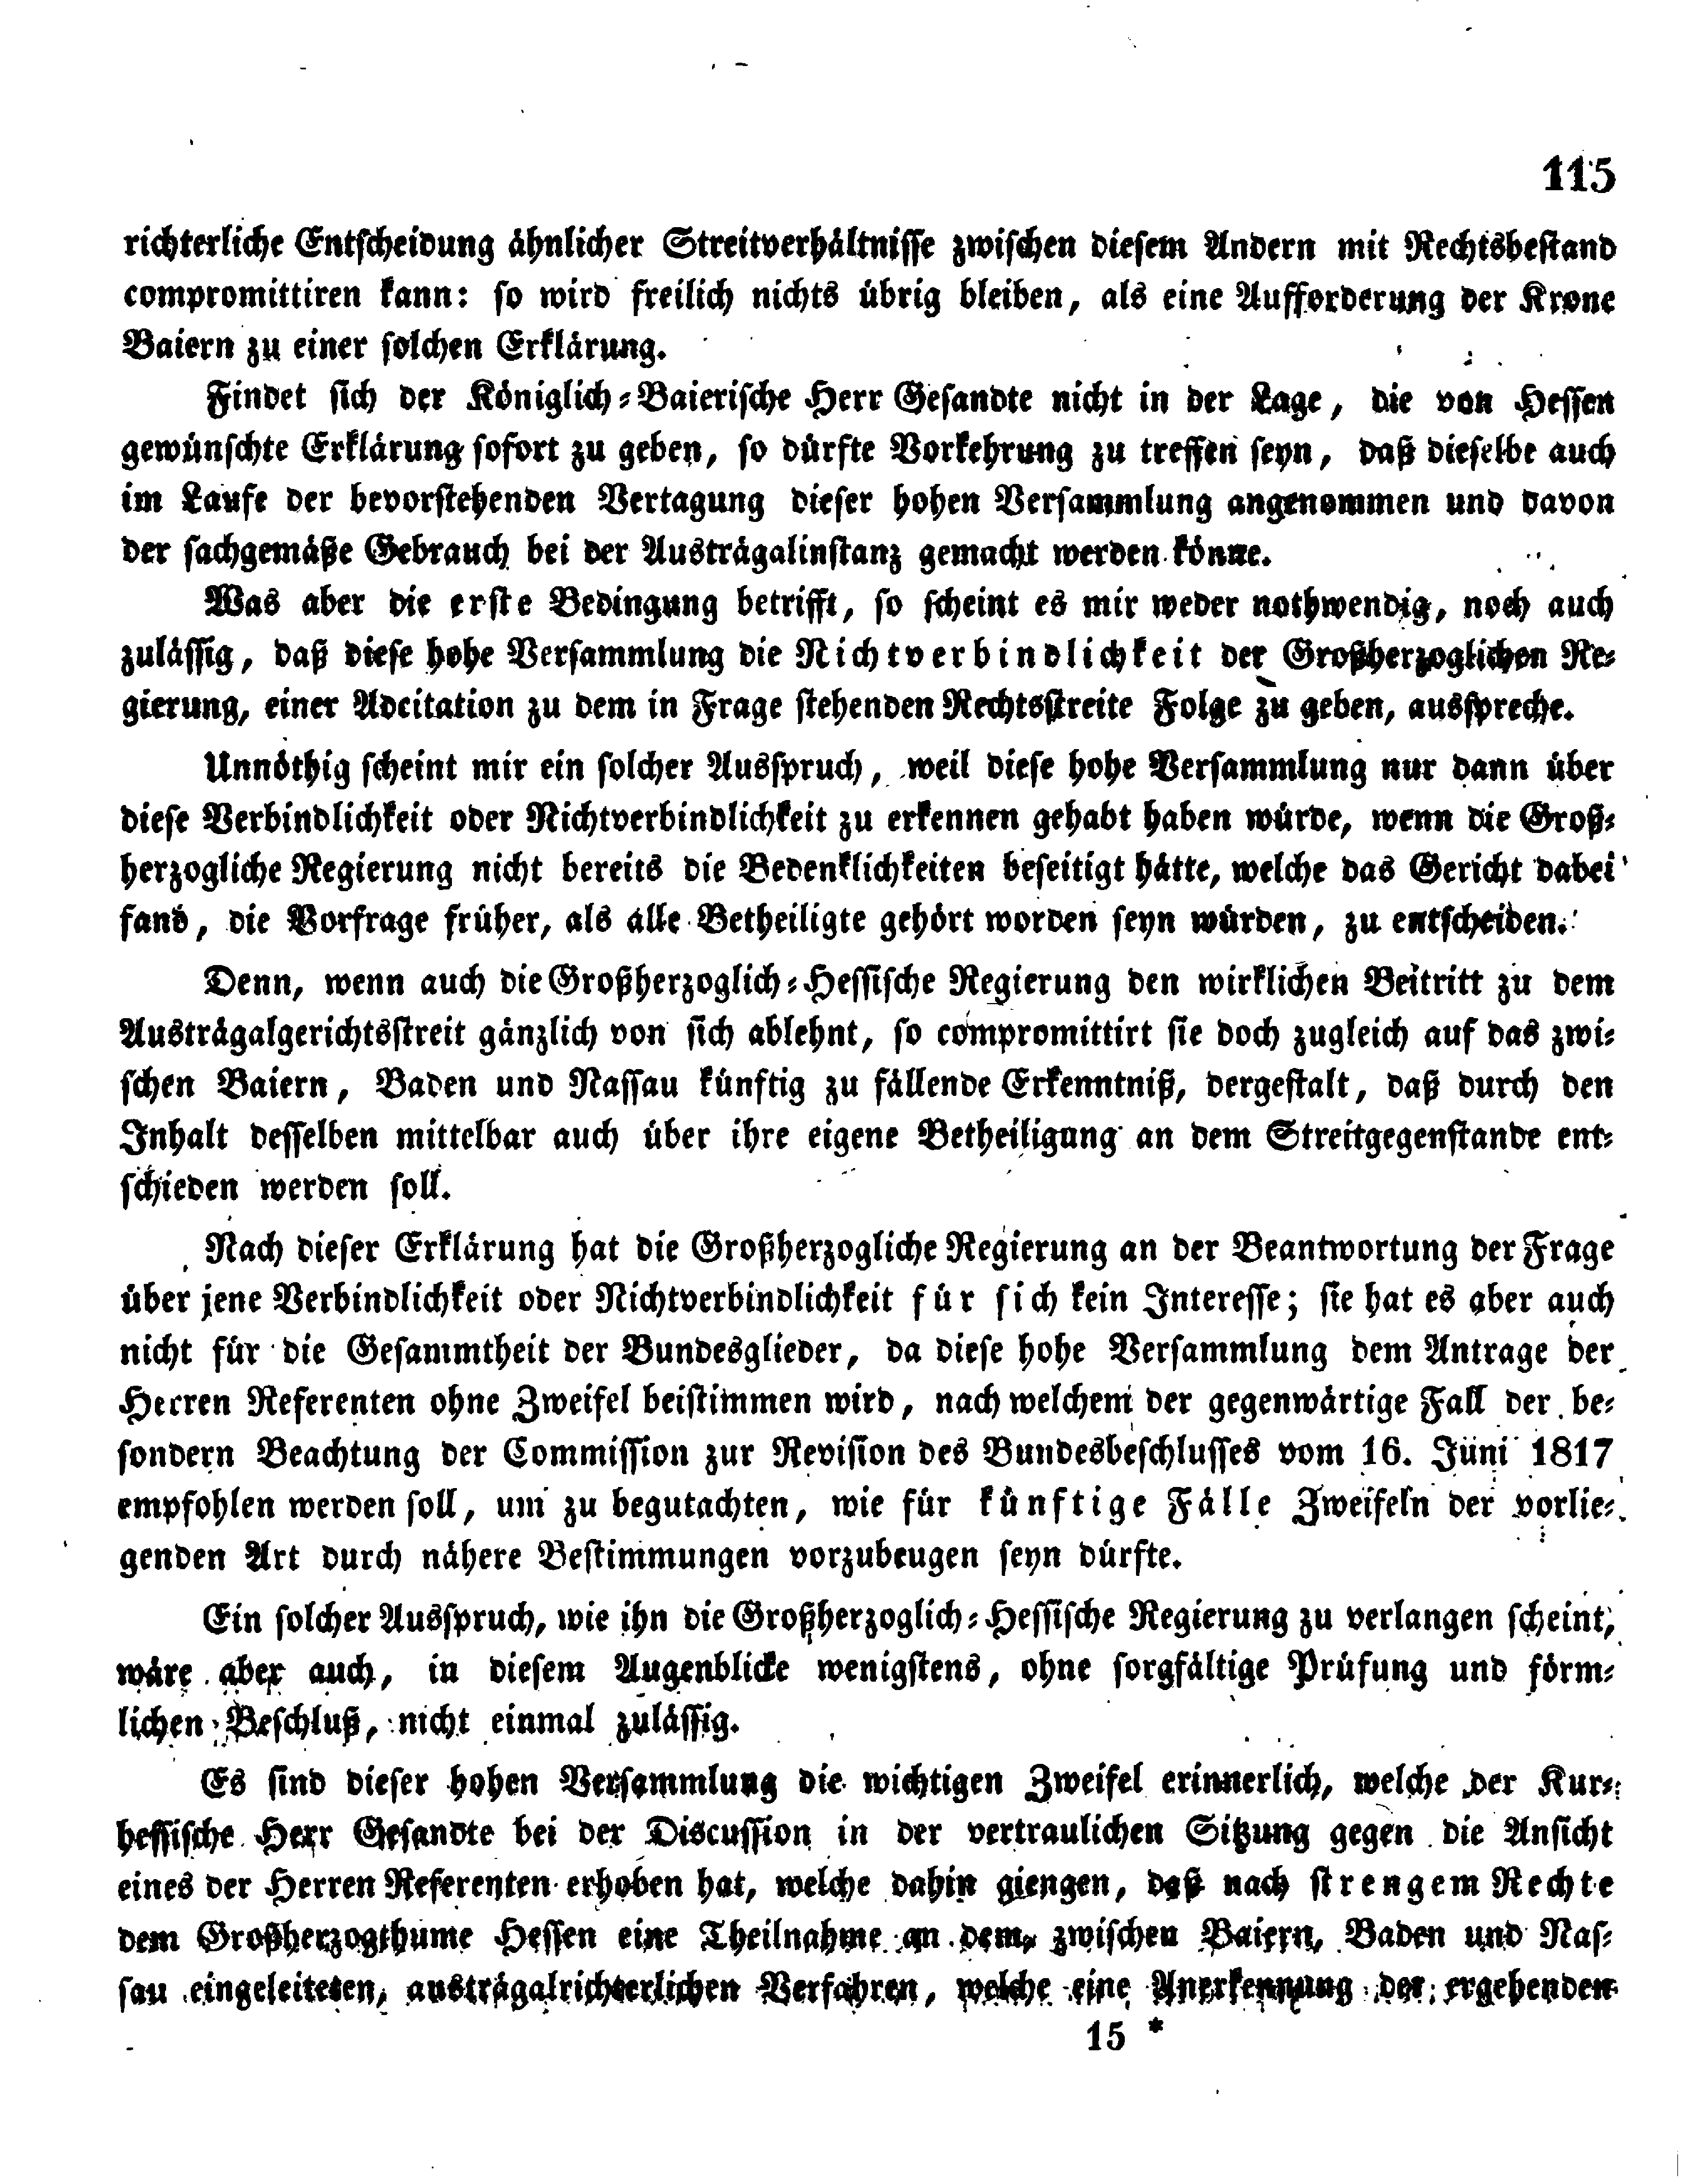 115
richterliche Entscheidung ähnlicher Streitverhältnisse zwischen diesem Andern mit Rechtsbestand
compromittiren kann: so wird freilich nichts übrig bleiben, als eine Aufforderung der Krone
Baiern zu einer solchen Erklärung.
Findet sich der Königlich-Baierische Herr Gesandte nicht in der Lage, die von Hessen
gewünschte Erklärung sofort zu geben, so dürfte Vorkehrung zu treffen seyn, daß dieselbe auch
im Laufe der bevorstehenden Vertagung dieser hohen Versammlung angenommen und davon
der sachgemäße Gebrauch bei der Austrägalinstanz gemacht werden könne.
Was aber die erste Bedingung betrifft, so scheint es mir weder nothwendig, noch auch
zulässig, daß diese hohe Versammlung die Nichtverbindlichkeit der Großherzoglichen Re-
gierung, einer Adcitation zu dem in Frage stehenden Rechtsstreite Folge zu geben, ausspreche.
Unnöthig scheint mir ein solcher Ausspruch, weil diese hohe Versammlung nur dann über
diese Verbindlichkeit oder Nichtverbindlichkeit zu erkennen gehabt haben würde, wenn die Groß-
herzogliche Regierung nicht bereits die Bedenklichkeiten beseitigt hätte, welche das Gericht dabei
fand, die Vorfrage früher, als alle Betheiligte gehört worden seyn würden, zu entscheiden.
Denn, wenn auch die Großherzoglich-Hessische Regierung den wirklichen Beitritt zu dem
Austrägalgerichtsstreit gänzlich von sich ablehnt, so compromittirt sie doch zugleich auf das zwi-
schen Baiern, Baden und Nassau künftig zu fällende Erkenntniß, dergestalt, daß durch den
Inhalt desselben mittelbar auch über ihre eigene Betheiligung an dem Streitgegenstande ent-
schieden werden soll.
Nach dieser Erklärung hat die Großherzogliche Regierung an der Beantwortung der Frage
über jene Verbindlichkeit oder Nichtverbindlichkeit für sich kein Interesse; sie hat es aber auch
nicht für die Gesammtheit der Bundesglieder, da diese hohe Versammlung dem Antrage der
Herren Referenten ohne Zweifel beistimmen wird, nach welchem der gegenwärtige Fall der be-
sondern Beachtung der Commission zur Revision des Bundesbeschlusses vom 16. Juni 1817
empfohlen werden soll, um zu begutachten, wie für künftige Fälle Zweifeln der vorlie-
genden Art durch nähere Bestimmungen vorzubeugen seyn dürfte.
Ein solcher Ausspruch, wie ihn die Großherzoglich-Hessische Regierung zu verlangen scheint,
wäre aber auch, in diesem Augenblicke wenigstens, ohne sorgfältige Prüfung und förm-
lichen Beschluß, nicht einmal zulässig.
Es sind dieser hohen Versammlung die wichtigen Zweifel erinnerlich, welche der Kur-
hessische Herr Gesandte bei der Discussion in der vertraulichen Sitzung gegen die Ansicht
eines der Herren Referenten erhoben hat, welche dahin giengen, daß nach strengem Rechte
dem Großherzogthume Hessen eine Theilnahme an dem, zwischen Baiern, Baden und Nas-
sau eingeleiteten, austrägalrichterlichen Verfahren, welche eine Anerkennung der ergehenden
15 *